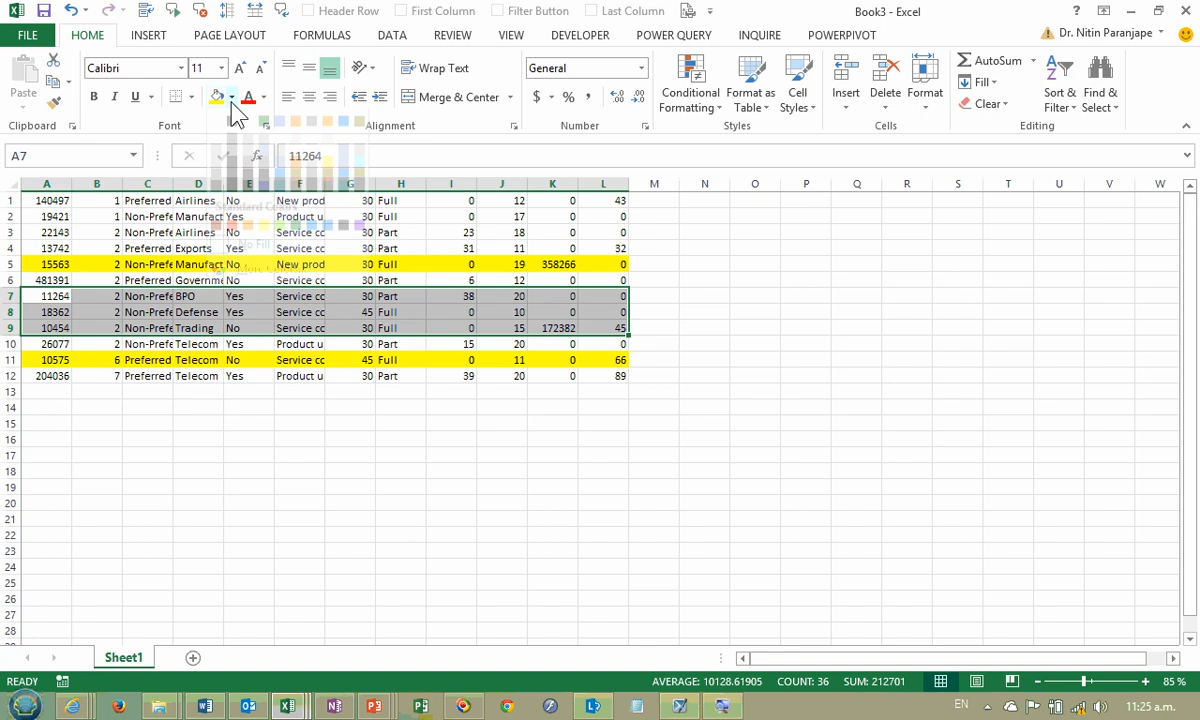 Header Row First Column Filter Button Last Column Book3 - Excel ?
FILE HOME INSERT PAGE LAYOUT FORMULAS DATA REVIEW VIEW DEVELOPER POWER QUERY INQUIRE POWERPIVOT Dr. Nitin Paranjape
Calibri 11 Wrap Text General AutoSum
Paste B I U A Merge & Center $ % , Conditional Formatting Format as Table Cell Styles Insert Delete Format Fill Clear Sort & Filter Find & Select
Clipboard Font Alignment Number Styles Cells Editing
A7 fx 11264
A B C D E F G H I J K L M N O P Q R S T U V W
1 140497 1 Preferred Airlines No New prod 30 Full 0 12 0 43
2 19421 1 Non-Prefe Manufact Yes Product u 30 Full 0 17 0 0
3 22143 2 Non-Prefe Airlines No Service cc 30 Part 23 18 0 0
4 13742 2 Preferred Exports Yes Service cc 30 Part 31 11 0 32
5 15563 2 Non-Prefe Manufact No New prod 30 Full 0 19 358266 0
6 481391 2 Preferred Governme No Service cc 30 Part 6 12 0 0
7 11264 2 Non-Prefe BPO Yes Service cc 30 Part 38 20 0 0
8 18362 2 Non-Prefe Defense Yes Service cc 45 Full 0 10 0 0
9 10454 2 Non-Prefe Trading No Service cc 30 Full 0 15 172382 45
10 26077 2 Non-Prefe Telecom Yes Product u 30 Part 15 20 0 0
11 10575 6 Preferred Telecom No Service cc 45 Full 0 11 0 66
12 204036 7 Preferred Telecom Yes Product u 30 Part 39 20 0 89
13
14
15
16
17
18
19
20
21
22
23
24
25
26
27
28
Standard Colors
No Fill
Sheet1
READY AVERAGE: 10128.61905 COUNT: 36 SUM: 212701 85 %
EN 11:25 a.m.